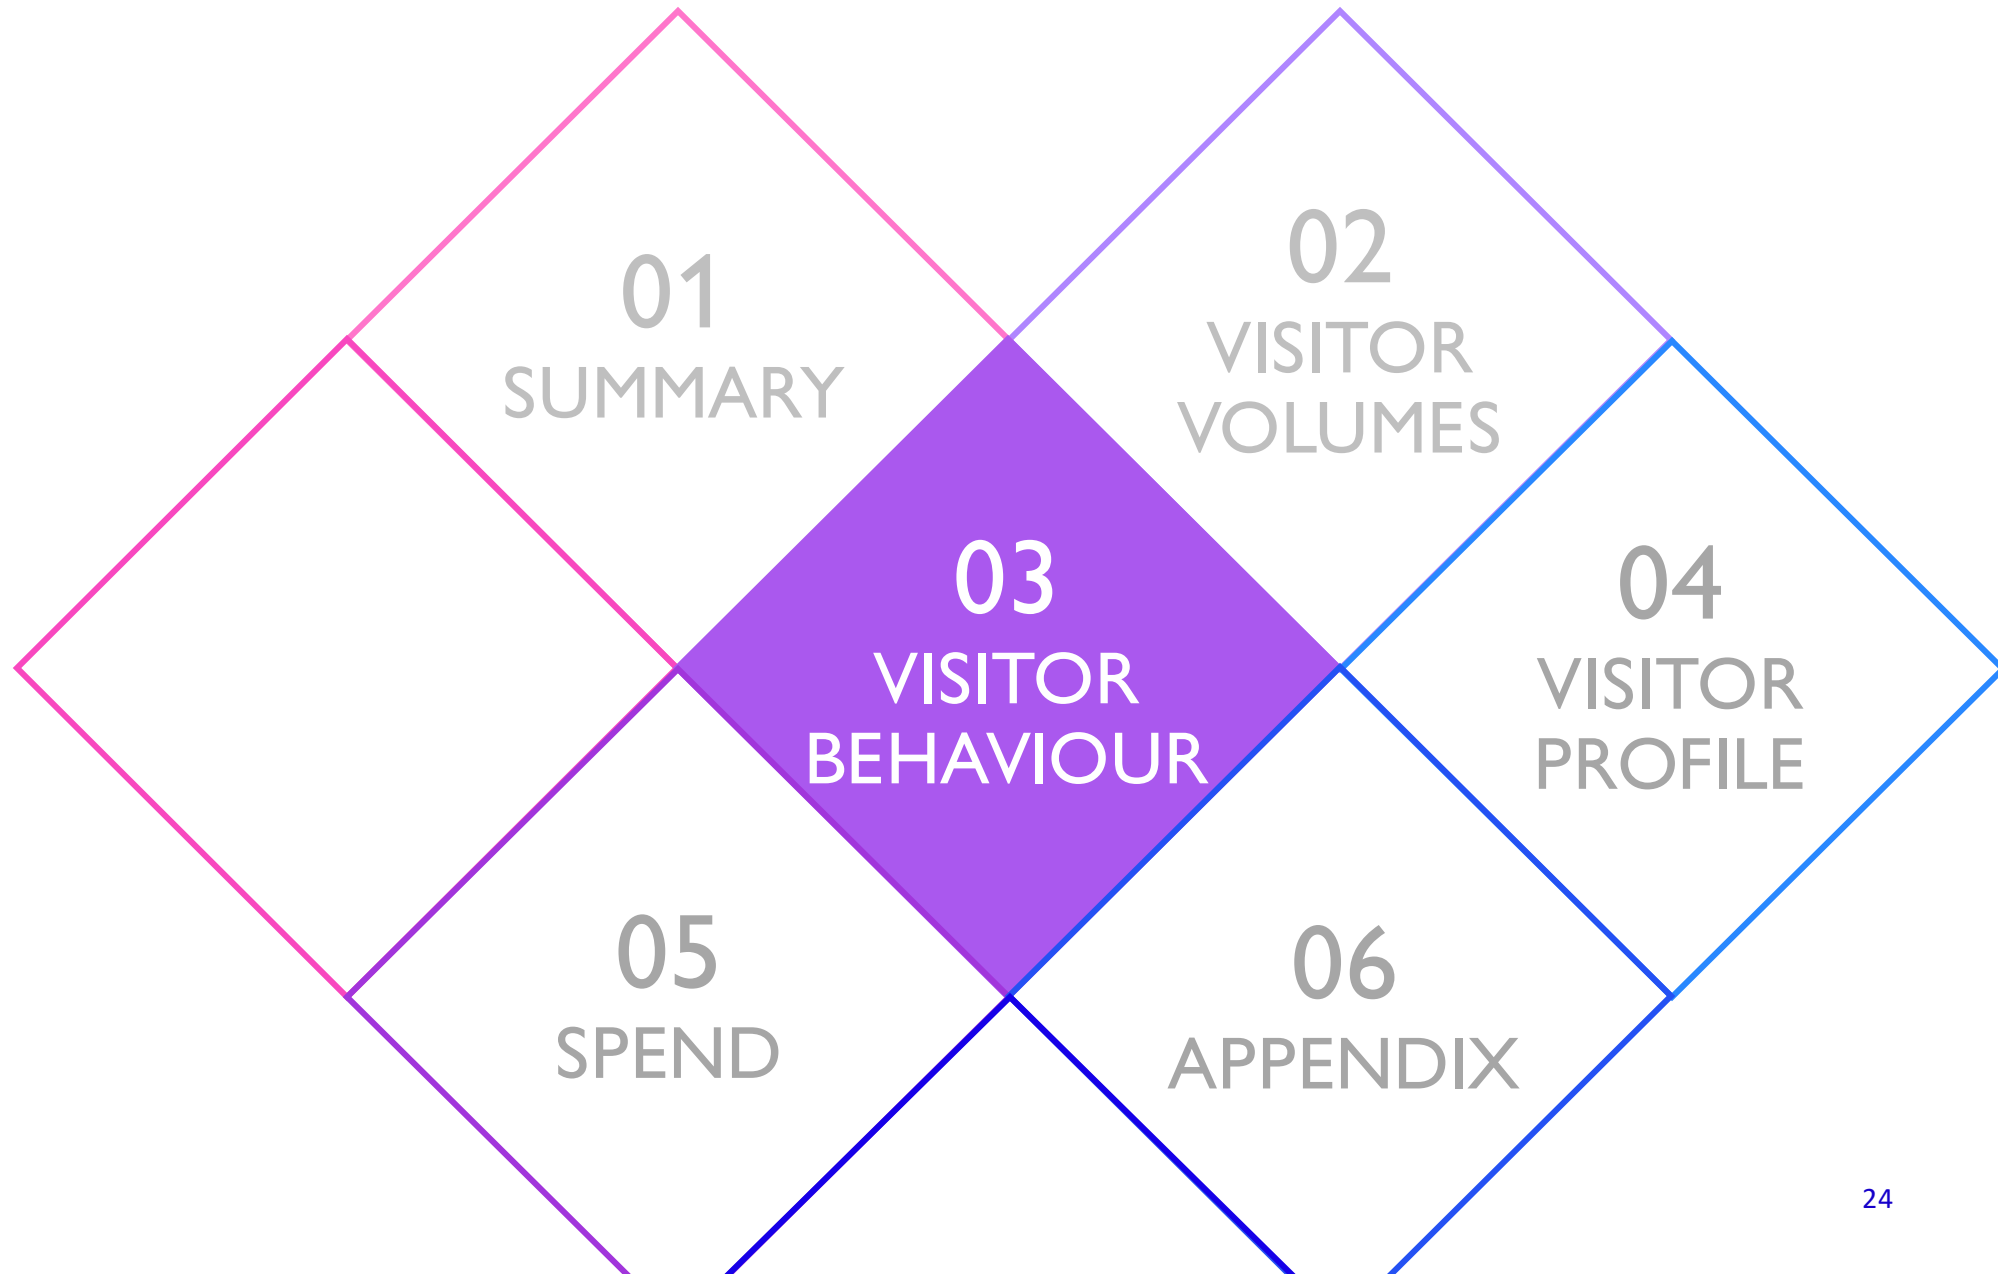 01
SUMMARY
02
VISITOR
VOLUMES
03
VISITOR
BEHAVIOUR
04
VISITOR
PROFILE
05
SPEND
06
APPENDIX
24